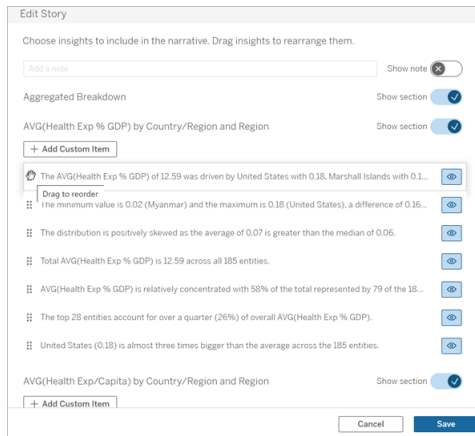 Edit Story
Choose insights to include in the narrative. Drag insights to rearrange them.
Add a note
Show note
Aggregated Breakdown
Show section
AVG(Health Exp % GDP) by Country/Region and Region
Show section
+ Add Custom Item
The AVG(Health Exp % GDP) of 12.59 was driven by United States with 0.18, Marshall Islands with 0.1...
Drag to reorder
The minimum value is 0.02 (Myanmar) and the maximum is 0.18 (United States), a difference of 0.16...
The distribution is positively skewed as the average of 0.07 is greater than the median of 0.06.
Total AVG(Health Exp % GDP) is 12.59 across all 185 entities.
AVG(Health Exp % GDP) is relatively concentrated with 58% of the total represented by 79 of the 18...
The top 28 entities account for over a quarter (26%) of overall AVG(Health Exp % GDP).
United States (0.18) is almost three times bigger than the average across the 185 entities.
AVG(Health Exp/Capita) by Country/Region and Region
Show section
+ Add Custom Item
Cancel
Save